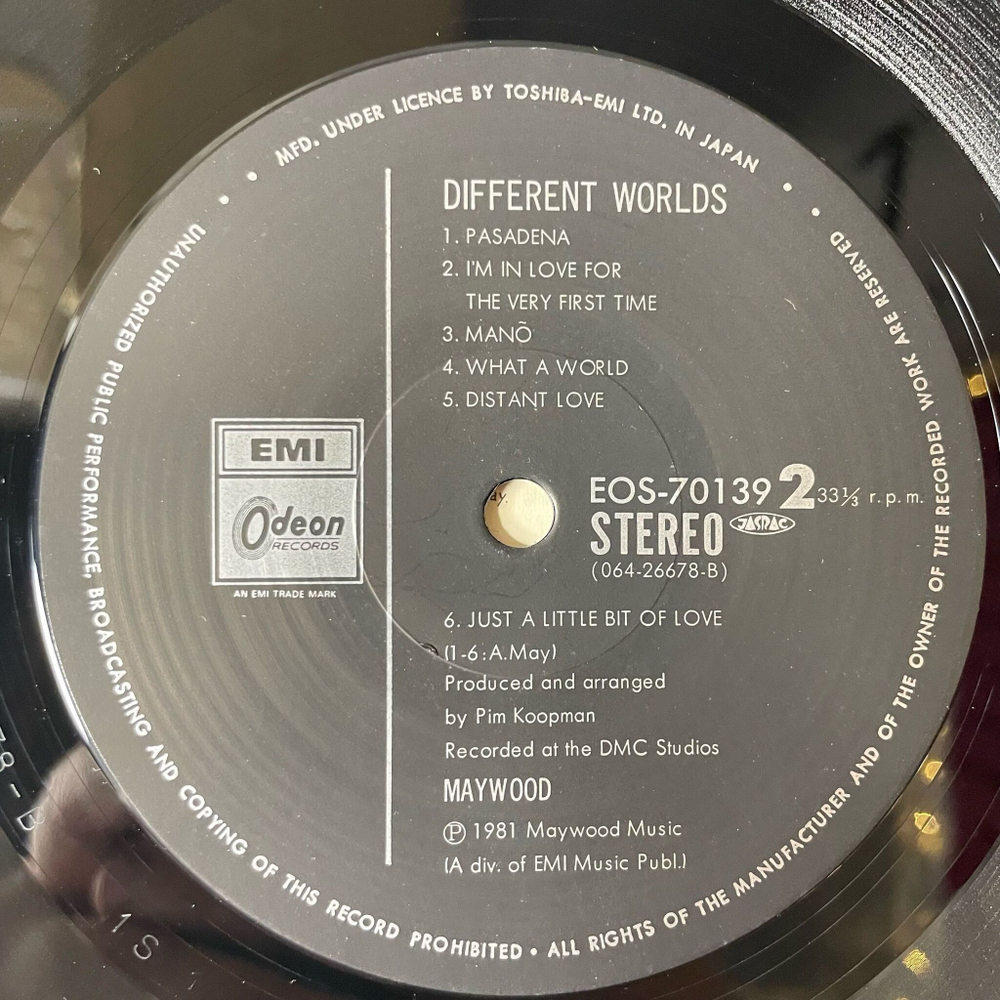 MFD. UNDER LICENCE BY TOSHIBA-EMI LTD. IN JAPAN
DIFFERENT WORLDS
1. PASADENA
2. I'M IN LOVE FOR
THE VERY FIRST TIME
3. MANÕ
4. WHAT A WORLD
5. DISTANT LOVE
EMI
Odeon
RECORDS
AN EMI TRADE MARK
EOS-70139 2 33⅓ r.p.m.
STEREO JASRAC
(064-26678-B)
6. JUST A LITTLE BIT OF LOVE
(1-6:A.May)
Produced and arranged
by Pim Koopman
Recorded at the DMC Studios
MAYWOOD
℗ 1981 Maywood Music
(A div. of EMI Music Publ.)
UNAUTHORIZED PUBLIC PERFORMANCE, BROADCASTING AND COPYING OF THIS RECORD PROHIBITED • ALL RIGHTS OF THE MANUFACTURER AND OF THE OWNER OF THE RECORDED WORK ARE RESERVED
8-B
1S